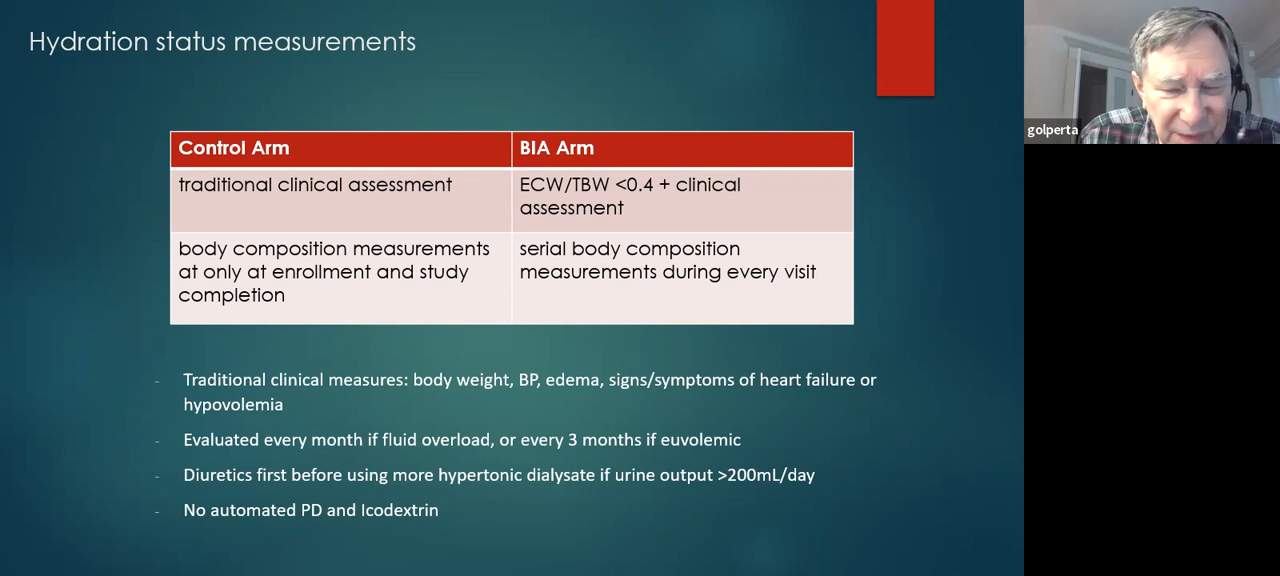 Hydration status measurements
golperta
Control Arm
BIA Arm
traditional clinical assessment
ECW/TBW <0.4 + clinical
assessment
body composition measurements
at only at enrollment and study
completion
serial body composition
measurements during every visit
- Traditional clinical measures: body weight, BP, edema, signs/symptoms of heart failure or
hypovolemia
- Evaluated every month if fluid overload, or every 3 months if euvolemic
- Diuretics first before using more hypertonic dialysate if urine output >200mL/day
- No automated PD and Icodextrin